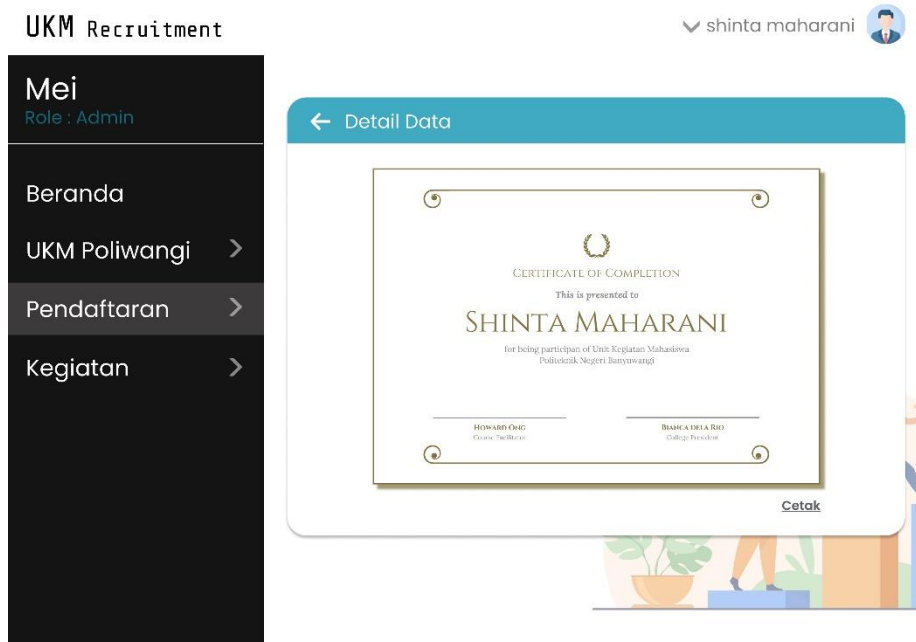 UKM Recruitment
shinta maharani
Mei
Role : Admin
Beranda
UKM Poliwangi
Pendaftaran
Kegiatan
Detail Data
CERTIFICATE OF COMPLETION
This is presented to
SHINTA MAHARANI
for being participan of Unit Kegiatan Mahasiswa
Politeknik Negeri Banyuwangi
HOWARD ONG
Course Facilitator
BIANCA DELA RIO
College President
Cetak